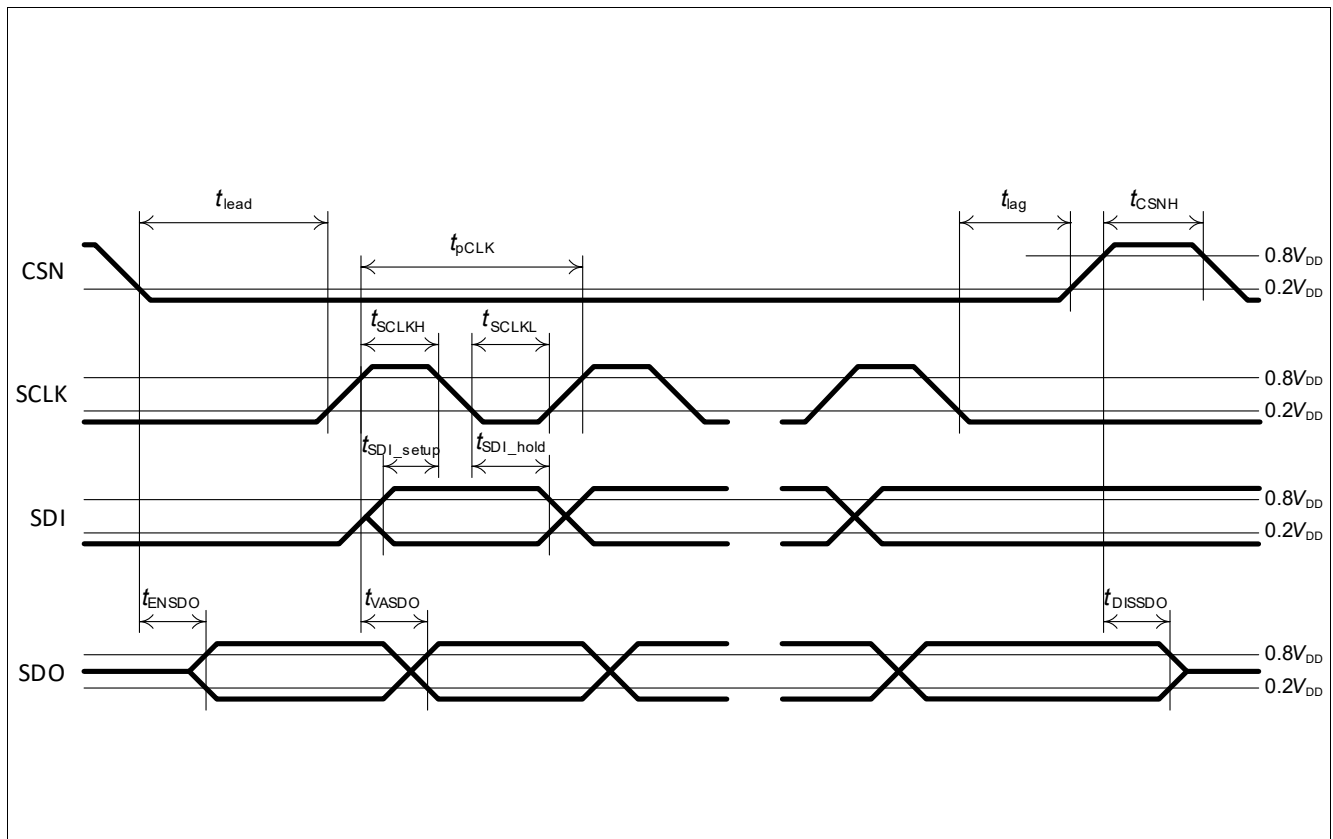 tlead
tlag
tCSNH
tpCLK
CSN
0.8VDD
0.2VDD
tSCLKH
tSCLKL
SCLK
0.8VDD
0.2VDD
tSDI_setup
tSDI_hold
SDI
0.8VDD
0.2VDD
tENSDO
tVASDO
tDISSDO
SDO
0.8VDD
0.2VDD